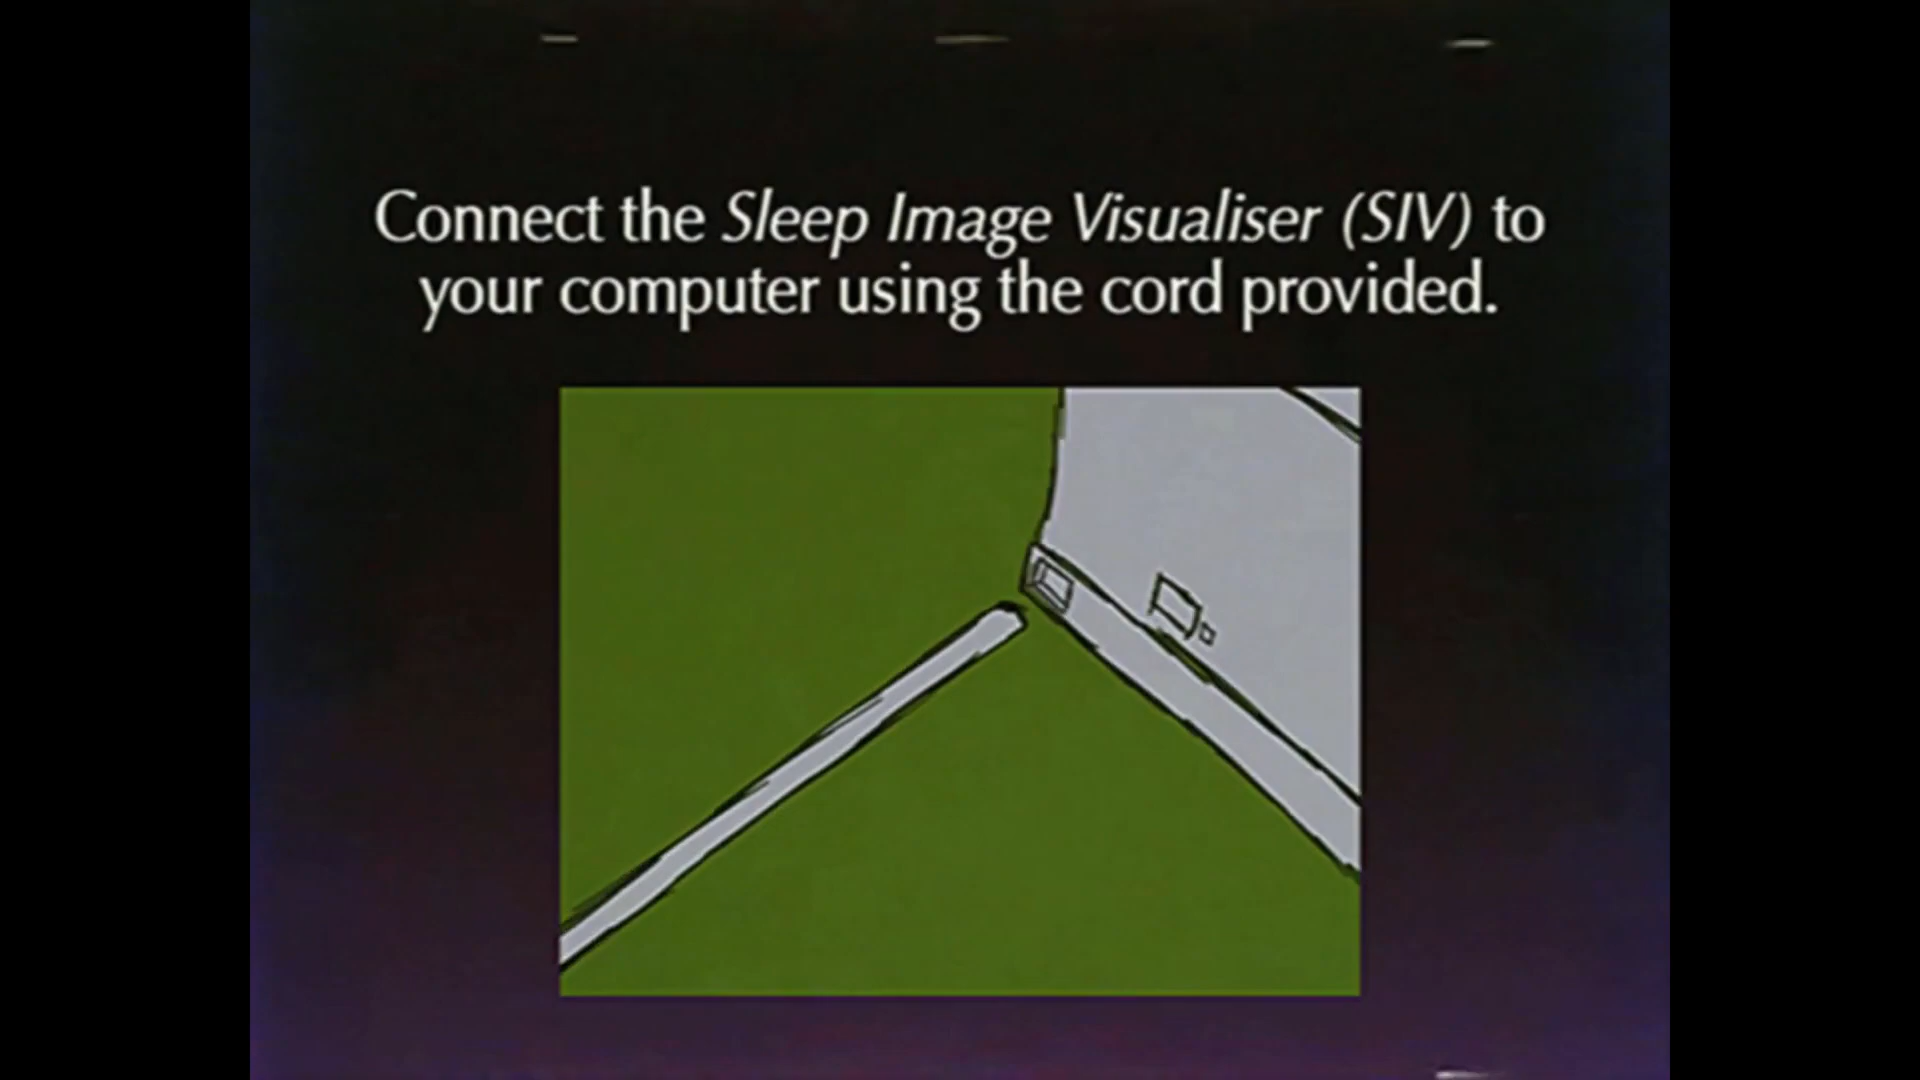 Connect the Sleep Image Visualiser (SIV) to
your computer using the cord provided.